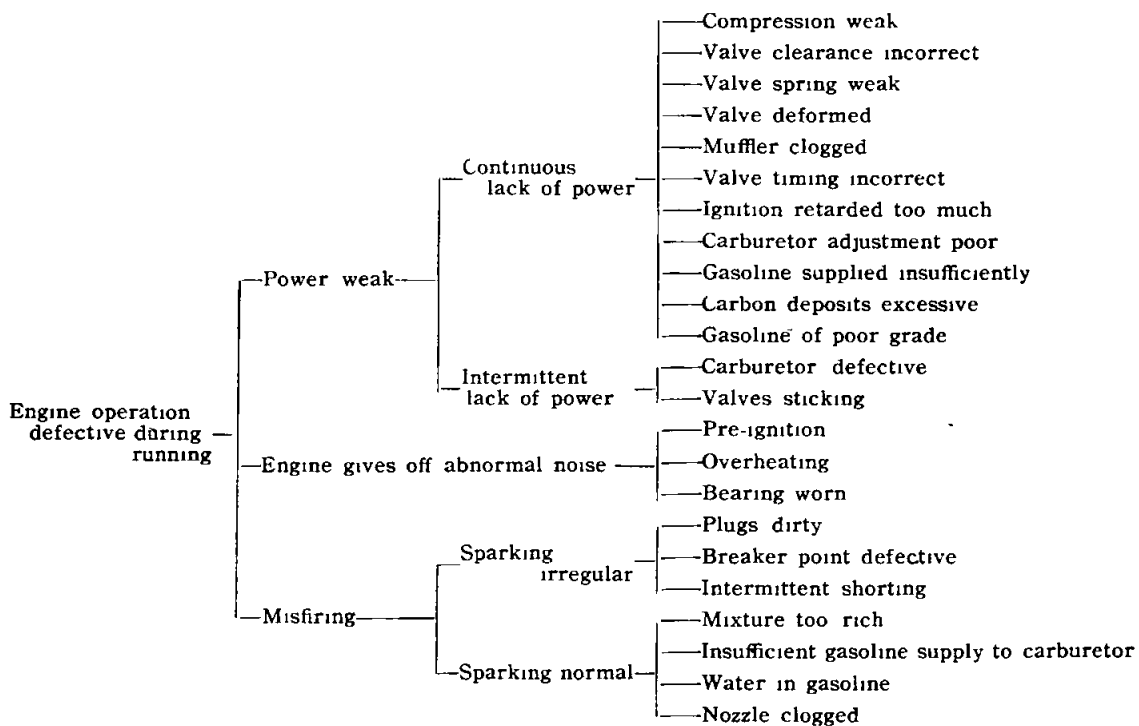 Compression weak
Valve clearance incorrect
Valve spring weak
Valve deformed
Muffler clogged
Continuous
lack of power
Valve timing incorrect
Ignition retarded too much
Carburetor adjustment poor
Power weak
Gasoline supplied insufficiently
Carbon deposits excessive
Gasoline of poor grade
Intermittent
lack of power
Carburetor defective
Valves sticking
Engine operation
defective during
running
Pre-ignition
Engine gives off abnormal noise
Overheating
Bearing worn
Plugs dirty
Sparking
irregular
Breaker point defective
Intermittent shorting
Misfiring
Mixture too rich
Insufficient gasoline supply to carburetor
Sparking normal
Water in gasoline
Nozzle clogged